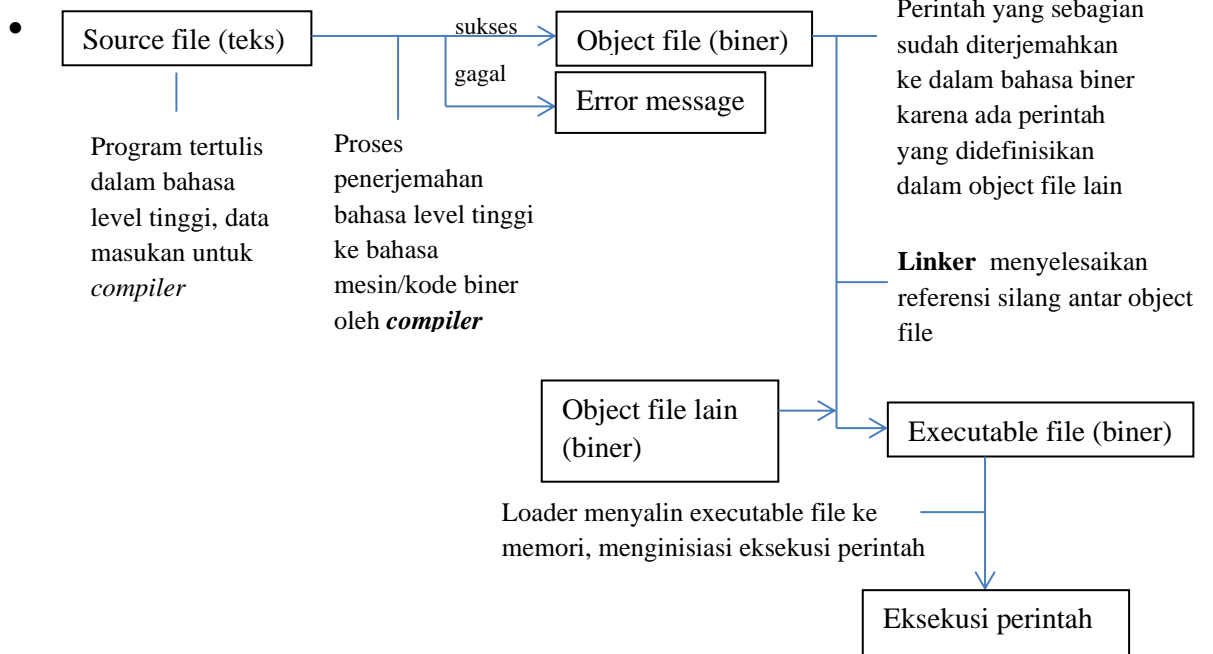 Perintah yang sebagian
sudah diterjemahkan
ke dalam bahasa biner
karena ada perintah
yang didefinisikan
dalam object file lain
• Source file (teks)
sukses
Object file (biner)
gagal
Error message
Program tertulis
dalam bahasa
level tinggi, data
masukan untuk
compiler
Proses
penerjemahan
bahasa level tinggi
ke bahasa
mesin/kode biner
oleh compiler
Linker menyelesaikan
referensi silang antar object
file
Object file lain
(biner)
Executable file (biner)
Loader menyalin executable file ke
memori, menginisiasi eksekusi perintah
Eksekusi perintah